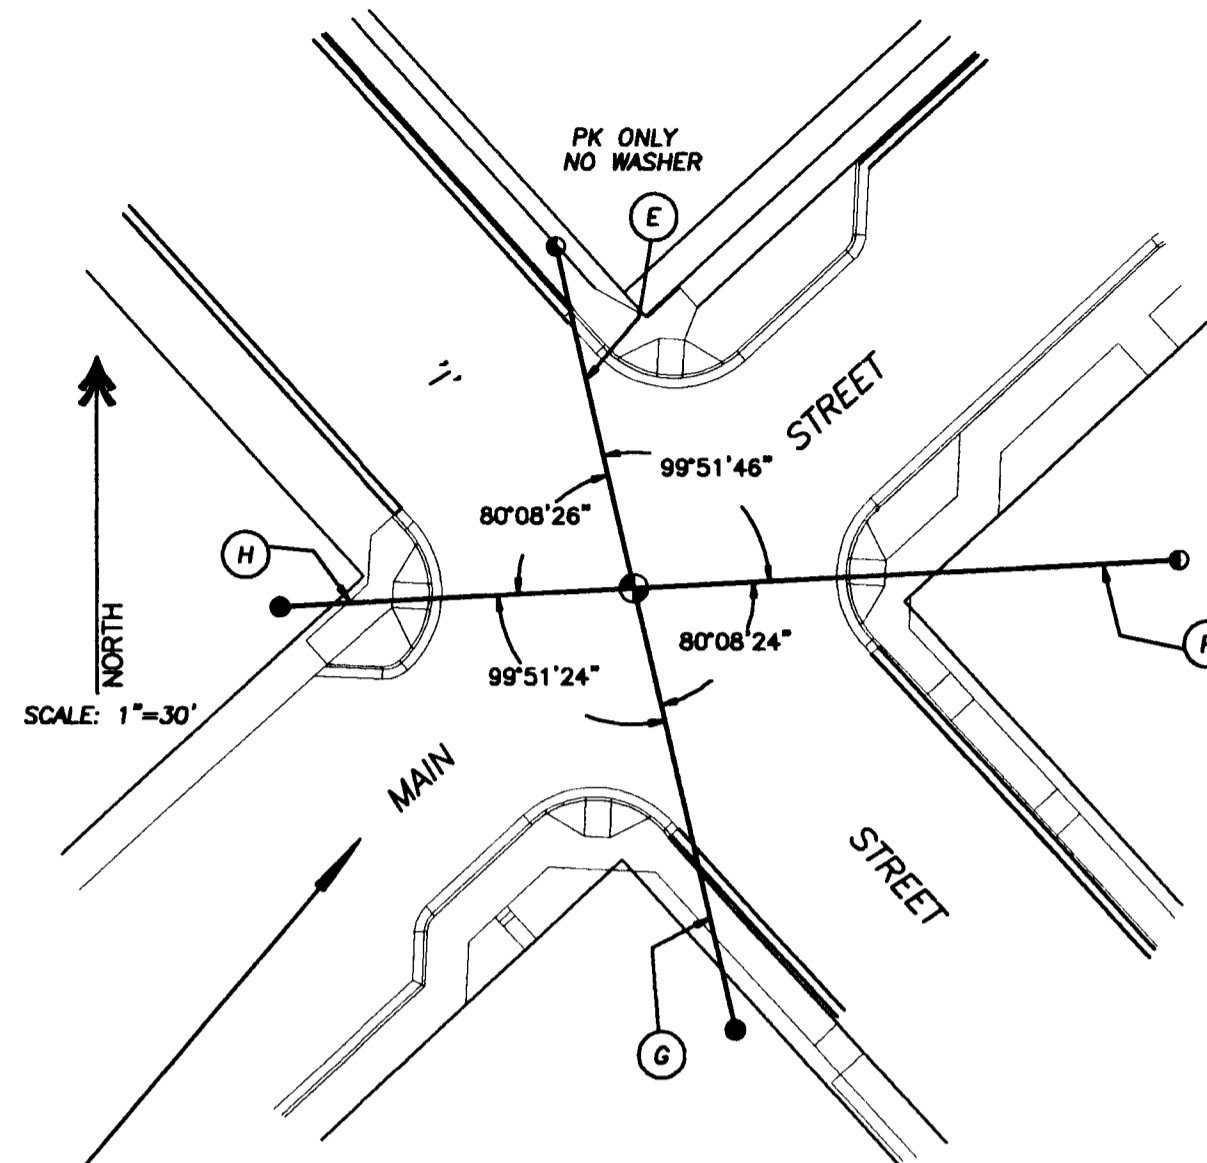 PK ONLY
NO WASHER
E
STREET
99°51'46"
80°08'26"
H
NORTH
80°08'24"
F
99°51'24"
SCALE: 1"=30'
MAIN
STREET
G